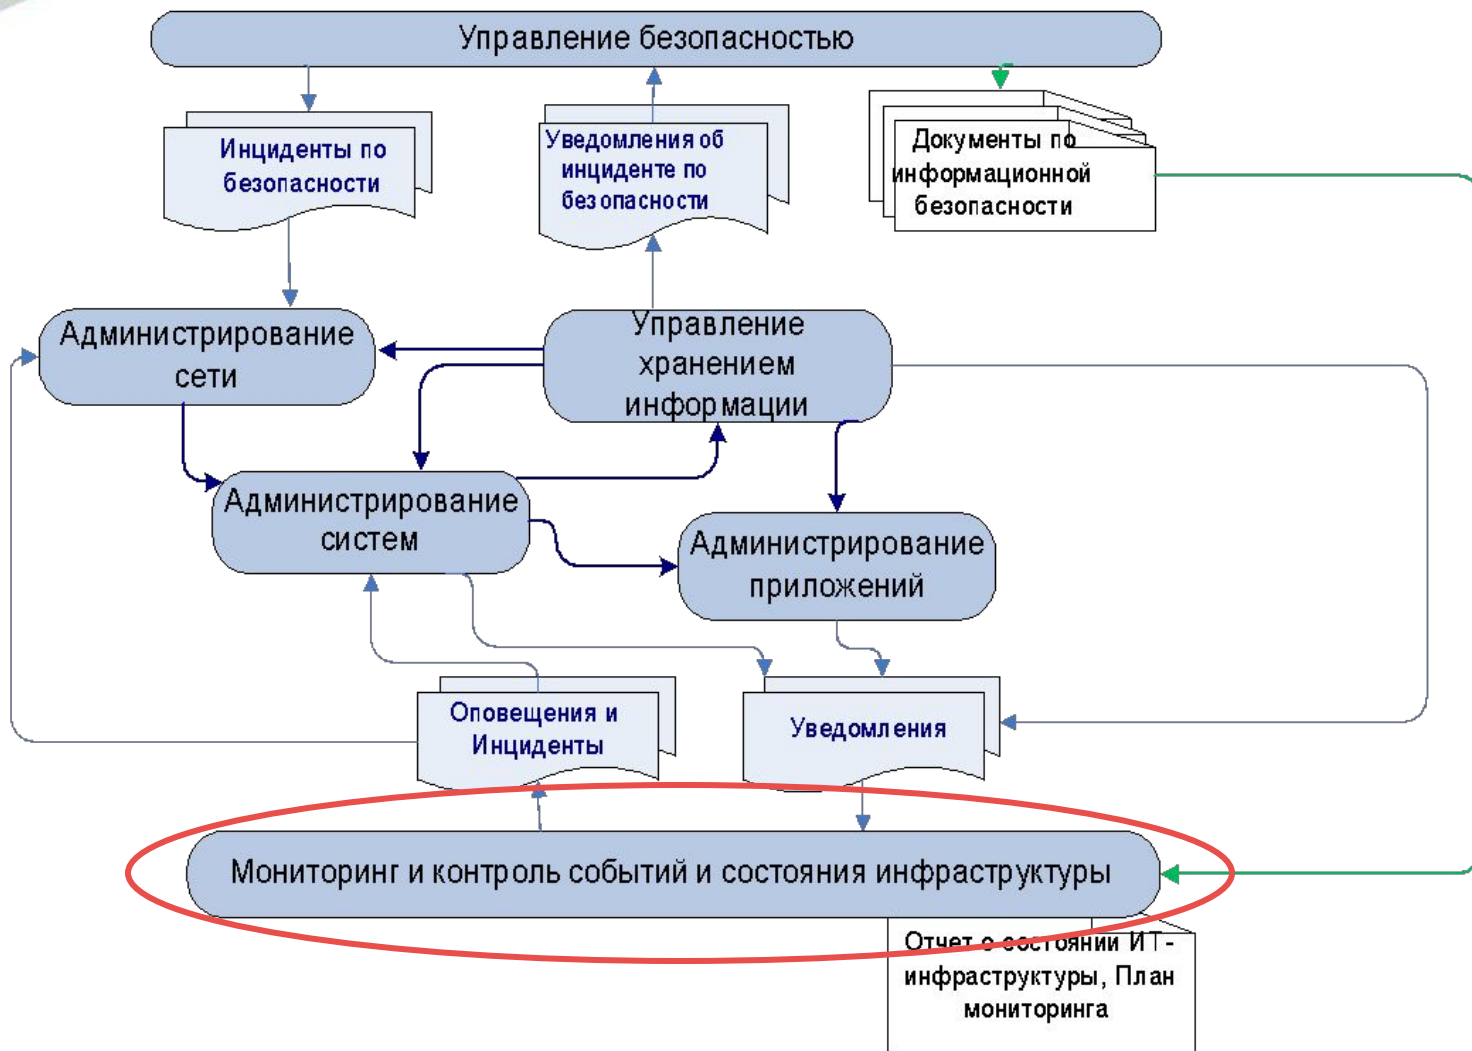 Управление безопасностью
Инциденты по
безопасности
Уведомления об
инциденте по
безопасности
Документы по
информационной
безопасности
Администрирование
сети
Управление
хранением
информации
Администрирование
систем
Администрирование
приложений
Оповещения и
Инциденты
Уведомления
Мониторинг и контроль событий и состояния инфраструктуры
Отчет о состоянии ИТ-
инфраструктуры, План
мониторинга